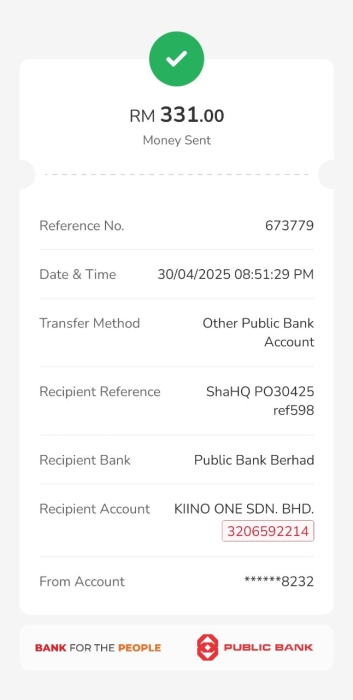 RM 331.00
Money Sent
Reference No. 673779
Date & Time 30/04/2025 08:51:29 PM
Transfer Method Other Public Bank
Account
Recipient Reference ShaHQ PO30425
ref598
Recipient Bank Public Bank Berhad
Recipient Account KIINO ONE SDN. BHD.
3206592214
From Account ******8232
BANK FOR THE PEOPLE PUBLIC BANK